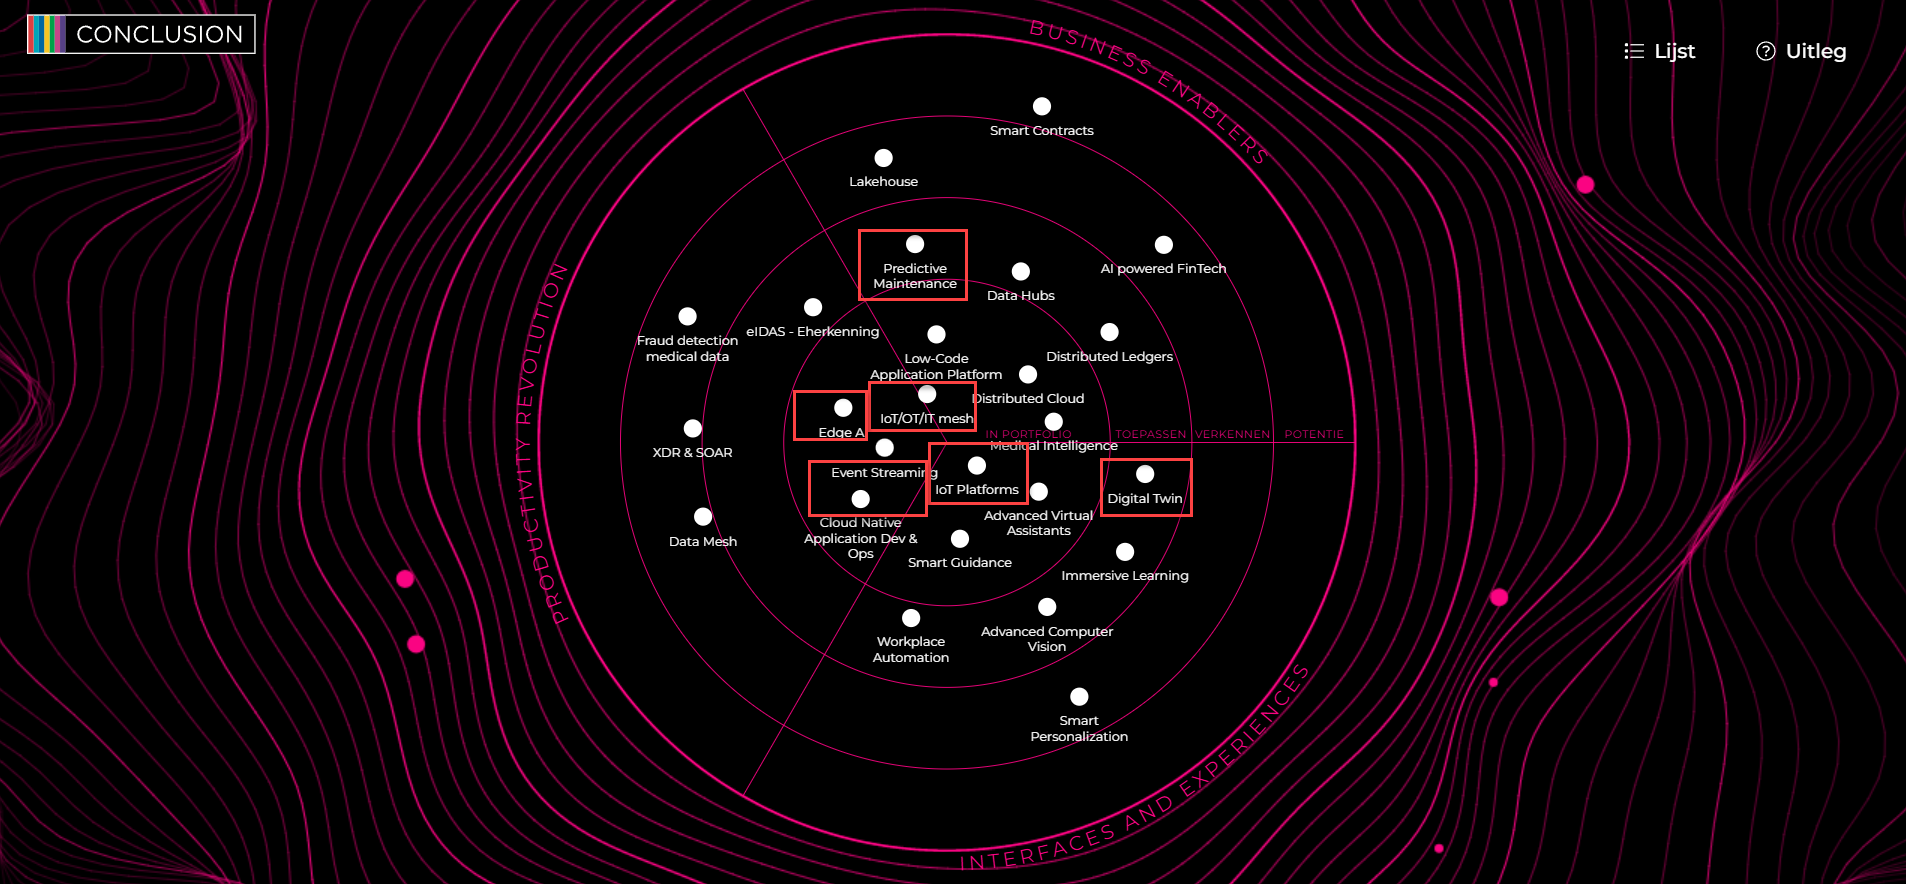 CONCLUSION
Lijst
Uitleg
BUSINESS ENABLERS
Smart Contracts
Lakehouse
Predictive
Maintenance
AI powered FinTech
Data Hubs
PRODUCTIVITY REVOLUTION
eIDAS - Eherkenning
Fraud detection
medical data
Distributed Ledgers
Low-Code
Application Platform
Distributed Cloud
IoT/OT/IT mesh
Edge AI
IN PORTFOLIO
TOEPASSEN
VERKENNEN
POTENTIE
Medical Intelligence
XDR & SOAR
Event Streaming
IoT Platforms
Digital Twin
Advanced Virtual
Assistants
Cloud Native
Application Dev &
Ops
Data Mesh
Smart Guidance
Immersive Learning
Workplace
Automation
Advanced Computer
Vision
Smart
Personalization
INTERFACES AND EXPERIENCES